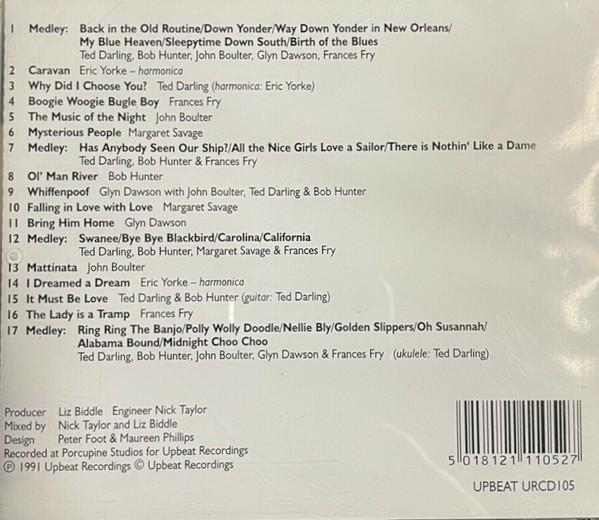 1 Medley: Back in the Old Routine/Down Yonder/Way Down Yonder in New Orleans/
My Blue Heaven/Sleepytime Down South/Birth of the Blues
Ted Darling, Bob Hunter, John Boulter, Glyn Dawson, Frances Fry
2 Caravan Eric Yorke – harmonica
3 Why Did I Choose You? Ted Darling (harmonica: Eric Yorke)
4 Boogie Woogie Bugle Boy Frances Fry
5 The Music of the Night John Boulter
6 Mysterious People Margaret Savage
7 Medley: Has Anybody Seen Our Ship?/All the Nice Girls Love a Sailor/There is Nothin' Like a Dame
Ted Darling, Bob Hunter & Frances Fry
8 Ol' Man River Bob Hunter
9 Whiffenpoof Glyn Dawson with John Boulter, Ted Darling & Bob Hunter
10 Falling in Love with Love Margaret Savage
11 Bring Him Home Glyn Dawson
12 Medley: Swanee/Bye Bye Blackbird/Carolina/California
Ted Darling, Bob Hunter, Margaret Savage & Frances Fry
13 Mattinata John Boulter
14 I Dreamed a Dream Eric Yorke – harmonica
15 It Must Be Love Ted Darling & Bob Hunter (guitar: Ted Darling)
16 The Lady is a Tramp Frances Fry
17 Medley: Ring Ring The Banjo/Polly Wolly Doodle/Nellie Bly/Golden Slippers/Oh Susannah/
Alabama Bound/Midnight Choo Choo
Ted Darling, Bob Hunter, John Boulter, Glyn Dawson & Frances Fry (ukulele: Ted Darling)
Producer Liz Biddle Engineer Nick Taylor
Mixed by Nick Taylor and Liz Biddle
Design Peter Foot & Maureen Phillips
Recorded at Porcupine Studios for Upbeat Recordings
℗ 1991 Upbeat Recordings © Upbeat Recordings
5 018121 110527
UPBEAT URCD105